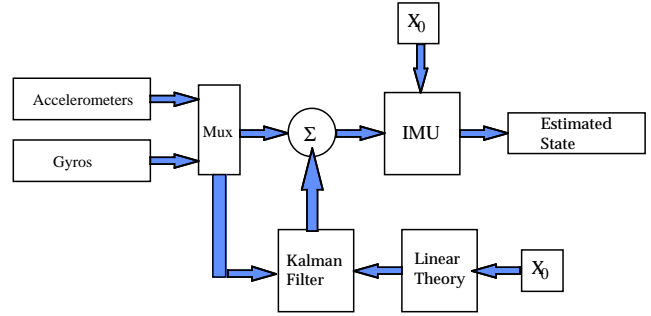 X₀
Accelerometers
Mux
Σ
IMU
Estimated
State
Gyros
Kalman
Filter
Linear
Theory
X₀